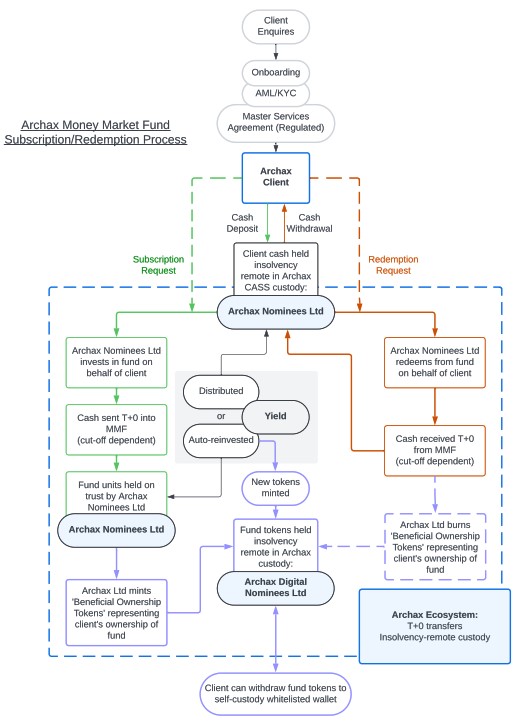 Client
Enquires
Onboarding
AML/KYC
Master Services
Agreement (Regulated)
Archax Money Market Fund
Subscription/Redemption Process
Archax
Client
Cash
Deposit
Cash
Withdrawal
Subscription
Request
Redemption
Request
Client cash held
insolvency
remote in Archax
CASS custody:
Archax Nominees Ltd
Archax Nominees Ltd
invests in fund on
behalf of client
Archax Nominees Ltd
redeems from fund
on behalf of client
Distributed
or
Yield
Auto-reinvested
Cash sent T+0 into
MMF
(cut-off dependent)
Cash received T+0
from MMF
(cut-off dependent)
Fund units held on
trust by Archax
Nominees Ltd
Archax Nominees Ltd
New tokens
minted
Fund tokens held
insolvency
remote in Archax
custody:
Archax Digital
Nominees Ltd
Archax Ltd burns
'Beneficial Ownership
Tokens' representing
client's ownership of
fund
Archax Ltd mints
'Beneficial Ownership
Tokens' representing
client's ownership of
fund
Archax Ecosystem:
T+0 transfers
Insolvency-remote custody
Client can withdraw fund tokens to
self-custody whitelisted wallet